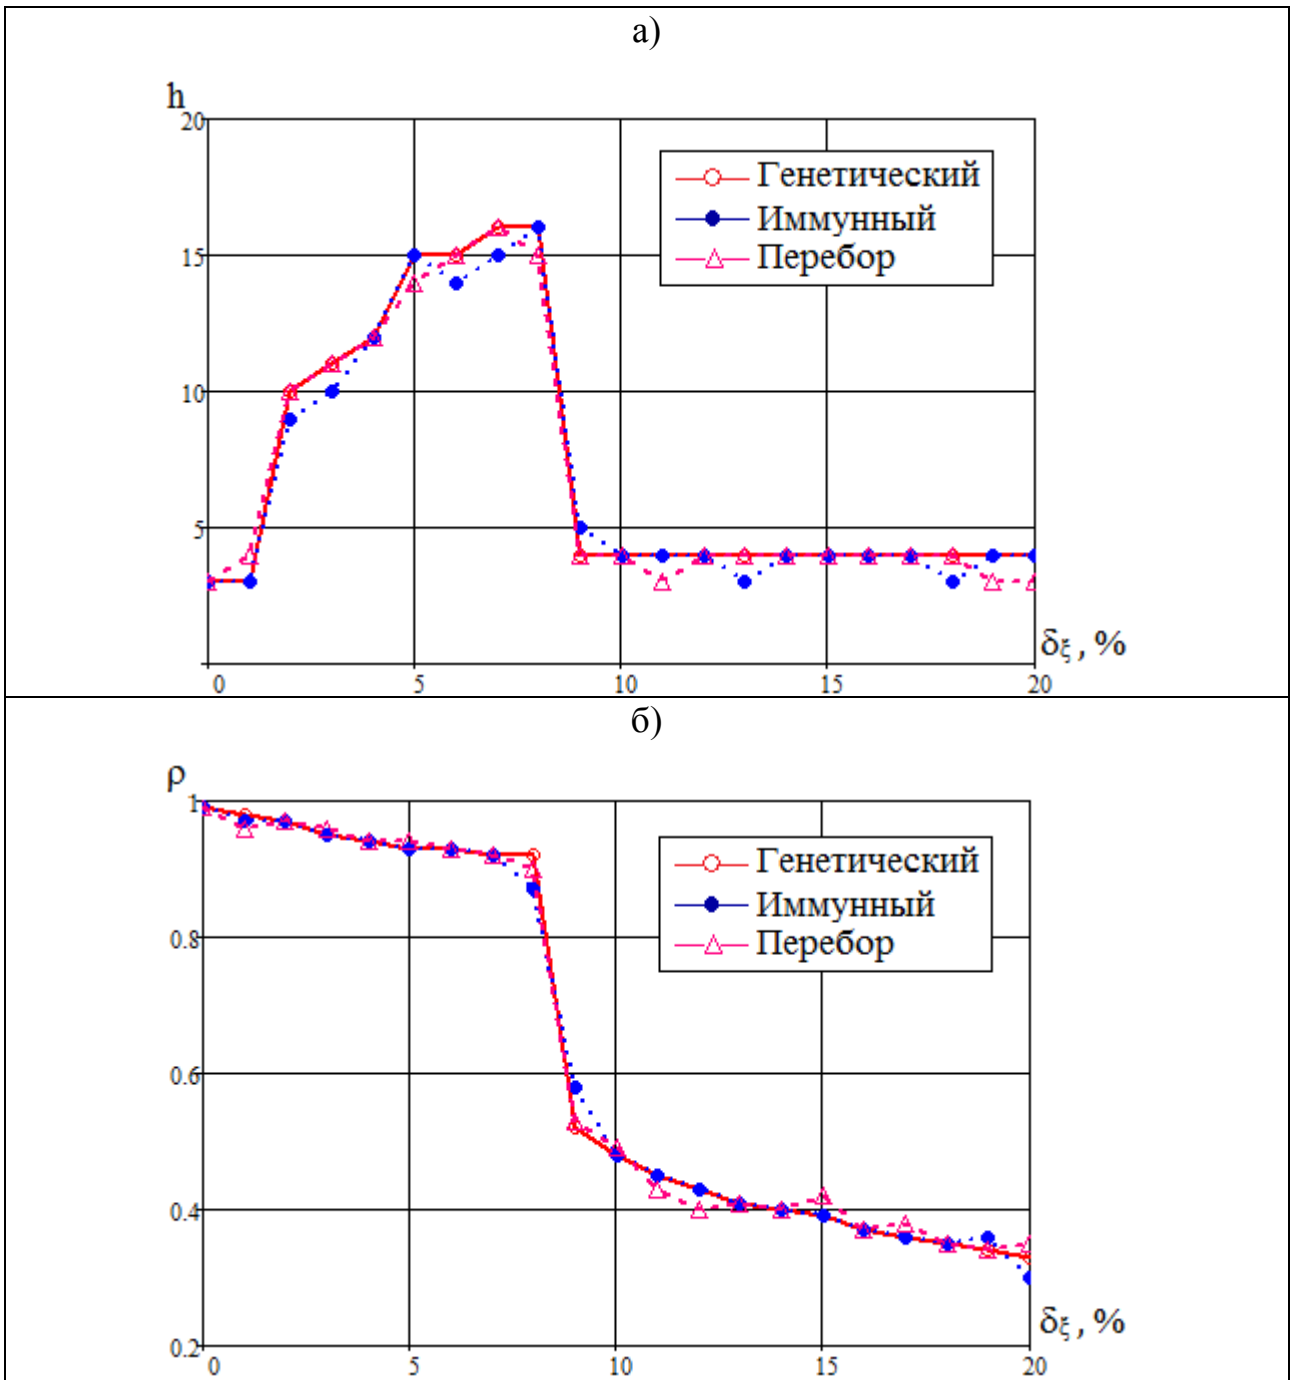 а)
h
20
15
10
5
Генетический
Иммунный
Перебор
δξ, %
0 5 10 15 20
б)
ρ
1
0.8
0.6
0.4
0.2
Генетический
Иммунный
Перебор
δξ, %
0 5 10 15 20